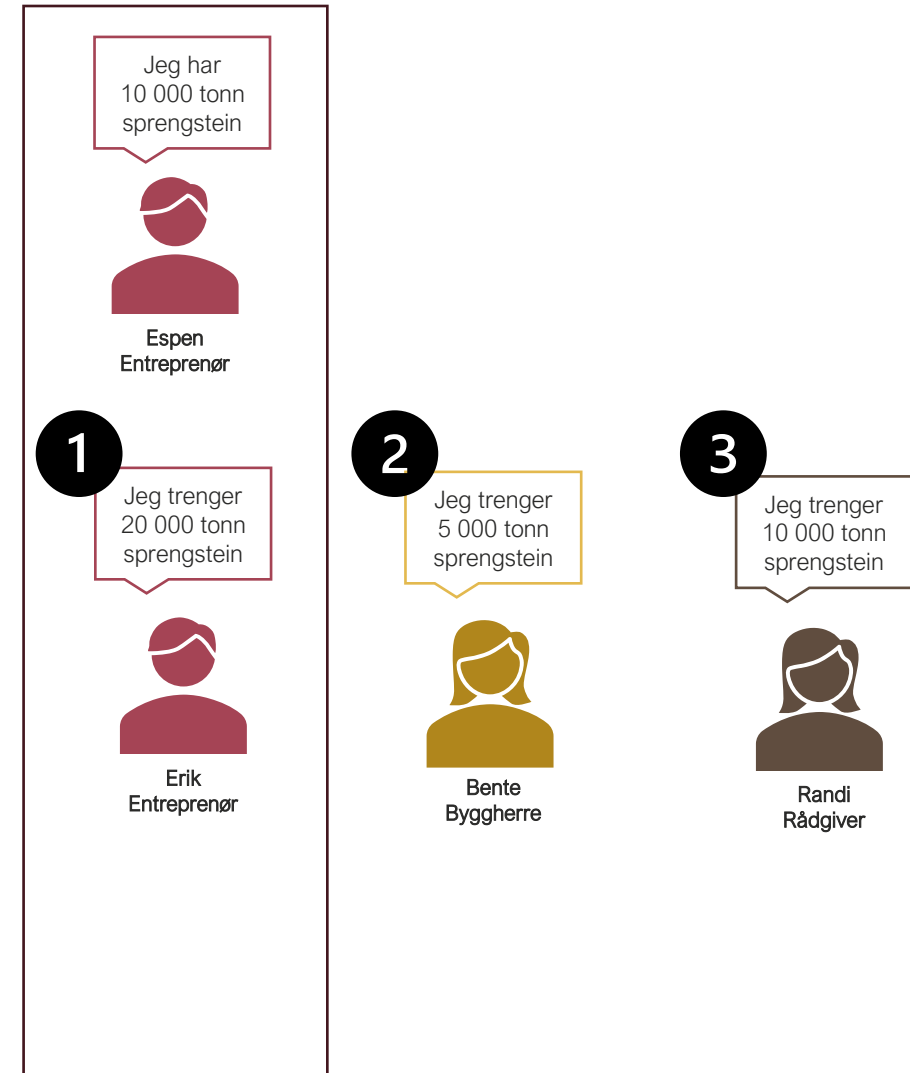 Jeg har
10 000 tonn
sprengstein
Espen
Entreprenør
1
Jeg trenger
20 000 tonn
sprengstein
Erik
Entreprenør
2
Jeg trenger
5 000 tonn
sprengstein
Bente
Byggherre
3
Jeg trenger
10 000 tonn
sprengstein
Randi
Rådgiver